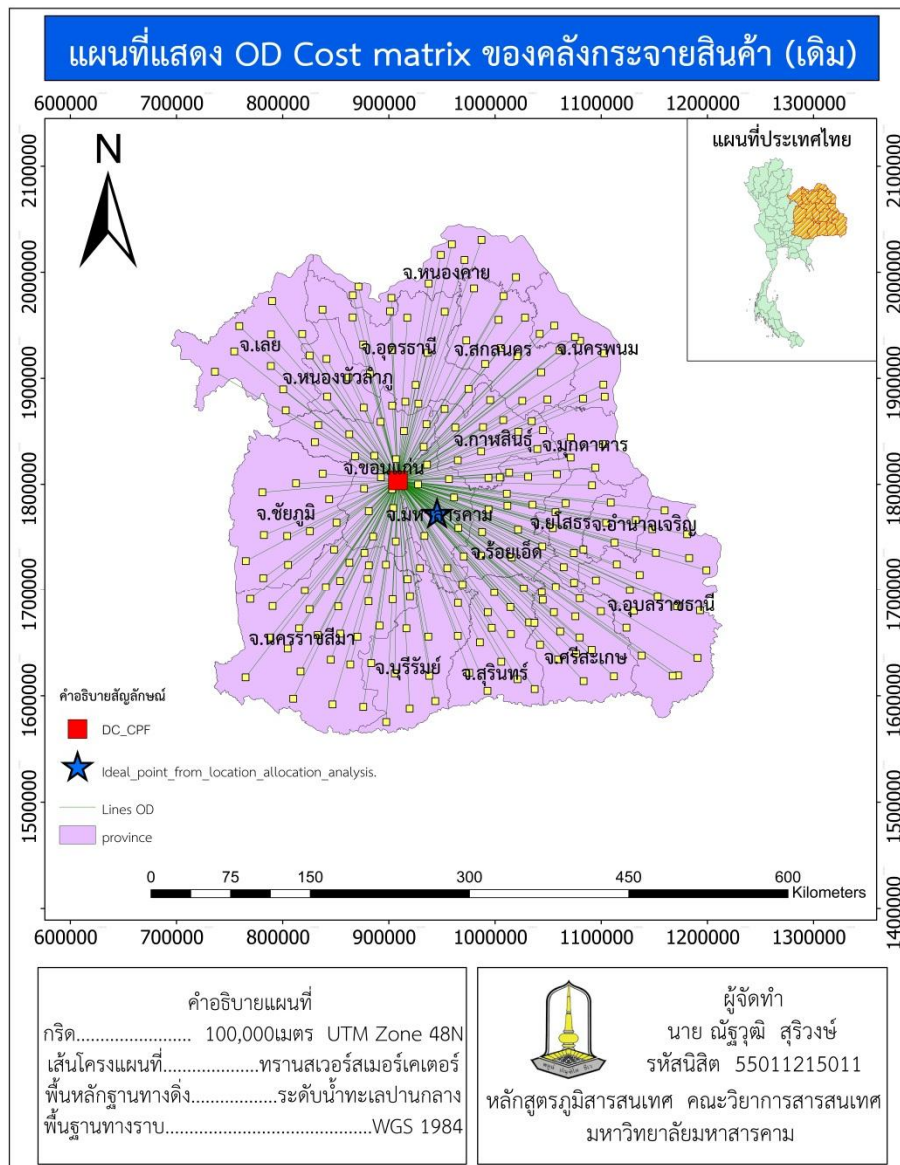 แผนที่แสดง OD Cost matrix ของคลังกระจายสินค้า (เดิม)
600000 700000 800000 900000 1000000 1100000 1200000 1300000
2100000
2000000
1900000
1800000
1700000
1600000
1500000
1400000
N
แผนที่ประเทศไทย
2100000
2000000
1900000
1800000
1700000
1600000
1500000
1400000
จ.หนองคาย
จ.เลย
จ.อุดรธานี
จ.สกลนคร
จ.นครพนม
จ.หนองบัวลำภู
จ.กาฬสินธุ์
จ.มุกดาหาร
จ.ขอนแก่น
จ.ชัยภูมิ
จ.มหาสารคาม
จ.ยโสธร
จ.อำนาจเจริญ
จ.ร้อยเอ็ด
จ.อุบลราชธานี
จ.นครราชสีมา
จ.บุรีรัมย์
จ.สุรินทร์
จ.ศรีสะเกษ
คำอธิบายสัญลักษณ์
DC_CPF
Ideal_point_from_location_allocation_analysis.
Lines OD
province
0 75 150 300 450 600
Kilometers
600000 700000 800000 900000 1000000 1100000 1200000 1300000
คำอธิบายแผนที่
กริด........................ 100,000เมตร UTM Zone 48N
เส้นโครงแผนที่..................ทรานสเวอร์สเมอร์เคเตอร์
พื้นหลักฐานทางดิ่ง..................ระดับน้ำทะเลปานกลาง
พื้นฐานทางราบ................................WGS 1984
ผู้จัดทำ
นาย ณัฐวุฒิ สุริวงษ์
รหัสนิสิต 55011215011
หลักสูตรภูมิสารสนเทศ คณะวิยาการสารสนเทศ
มหาวิทยาลัยมหาสารคาม